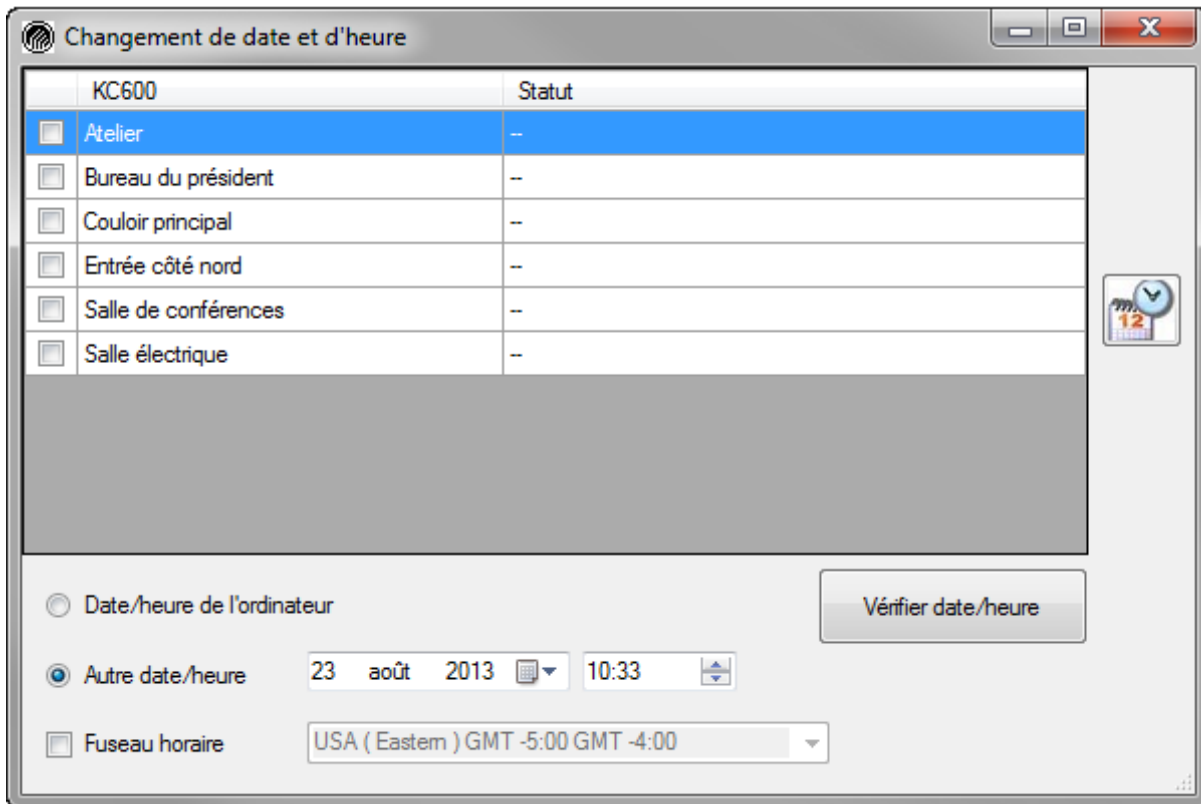 Changement de date et d'heure
KC600 Statut
Atelier --
Bureau du président --
Couloir principal --
Entrée côté nord --
Salle de conférences --
Salle électrique --
12
Date/heure de l'ordinateur Vérifier date/heure
Autre date/heure 23 août 2013 10:33
Fuseau horaire USA ( Eastern ) GMT -5:00 GMT -4:00